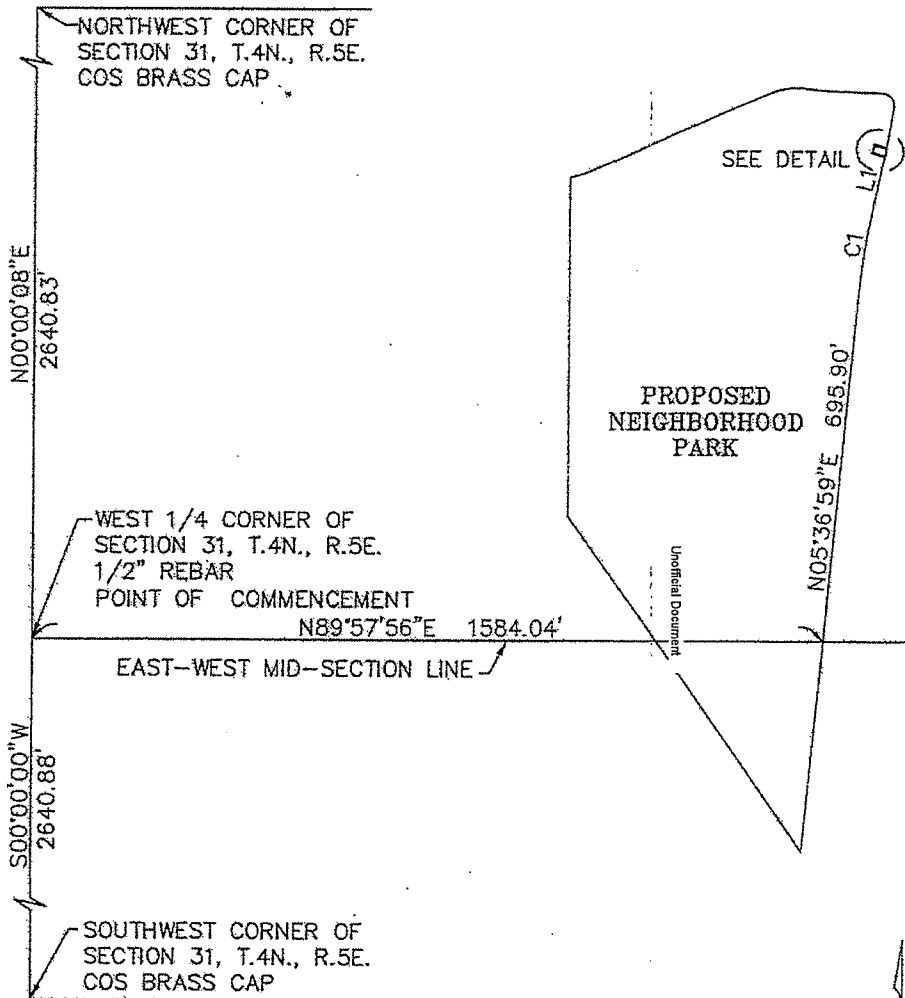 NORTHWEST CORNER OF
SECTION 31, T.4N., R.5E.
COS BRASS CAP
SEE DETAIL
L1
C1
N00°00'08"E
2640.83'
PROPOSED
NEIGHBORHOOD
PARK
N05°36'59"E 695.90'
WEST 1/4 CORNER OF
SECTION 31, T.4N., R.5E.
1/2" REBAR
POINT OF COMMENCEMENT
Unofficial Document
N89°57'56"E 1584.04'
EAST-WEST MID-SECTION LINE
S00°00'00"W
2640.88'
SOUTHWEST CORNER OF
SECTION 31, T.4N., R.5E.
COS BRASS CAP